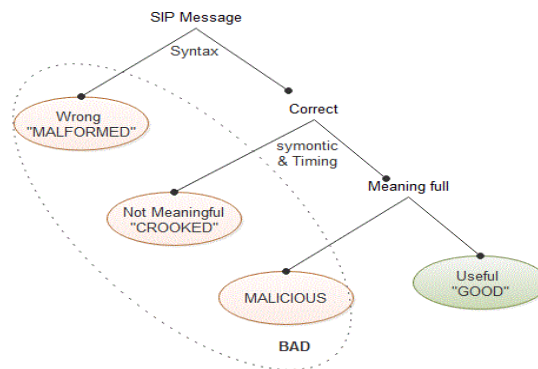 SIP Message
Syntax
Wrong
"MALFORMED"
Correct
symontic
& Timing
Meaning full
Not Meaningful
"CROOKED"
MALICIOUS
Useful
"GOOD"
BAD